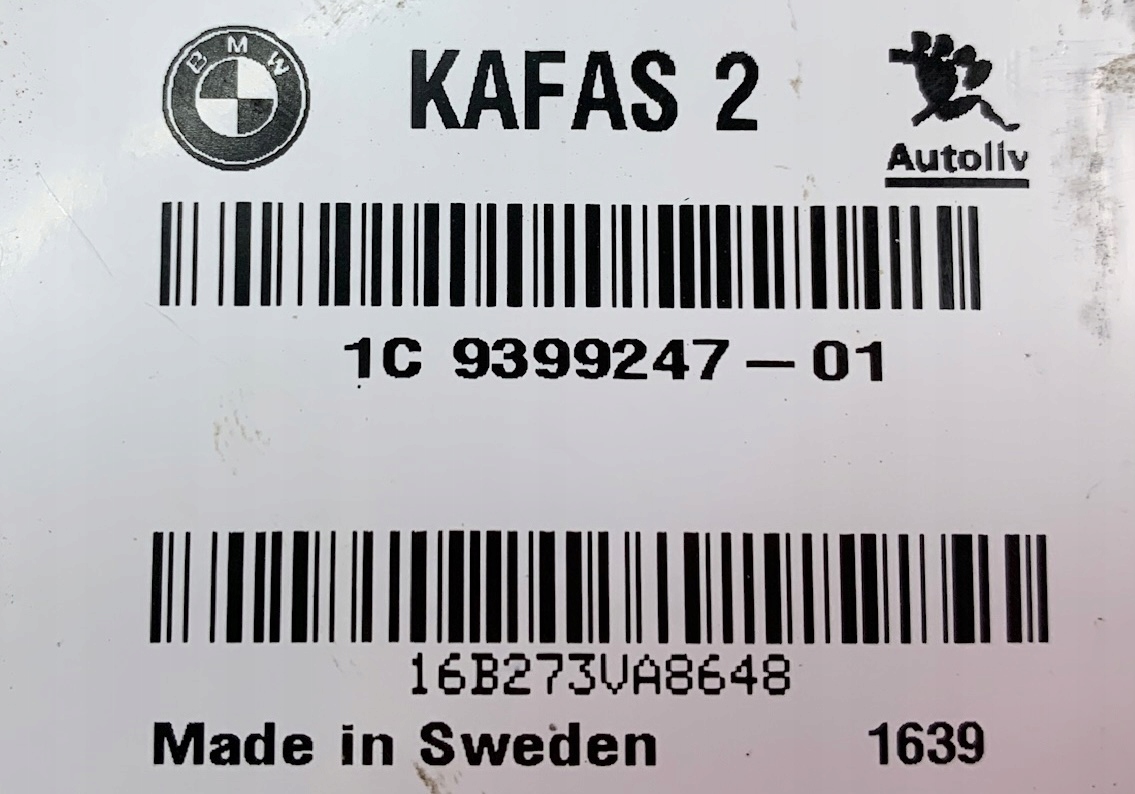 BMW KAFAS 2 Autoliv
1C 9399247-01
16B273VA8648
Made in Sweden 1639